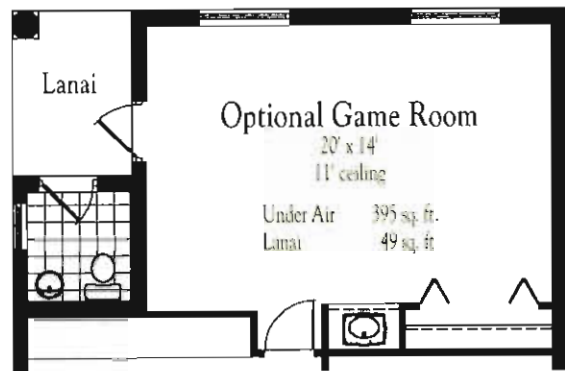 Lanai
Optional Game Room
20' x 14'
11' ceiling
Under Air 395 sq. ft.
Lanai 49 sq. ft